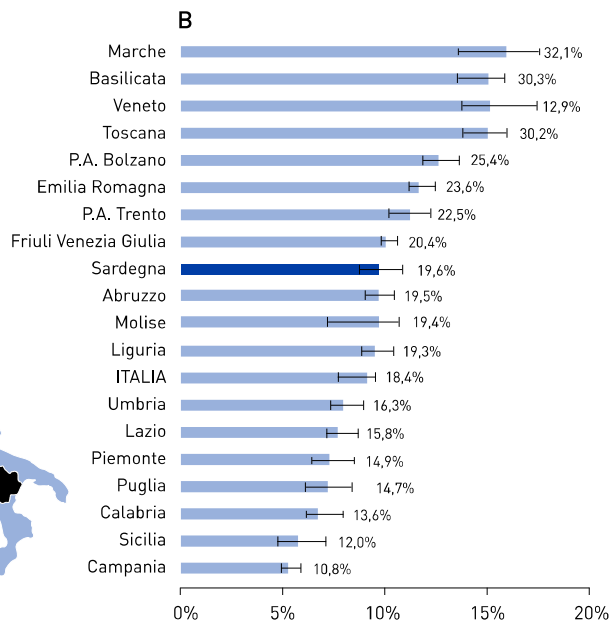 B
Marche 32,1%
Basilicata 30,3%
Veneto 12,9%
Toscana 30,2%
P.A. Bolzano 25,4%
Emilia Romagna 23,6%
P.A. Trento 22,5%
Friuli Venezia Giulia 20,4%
Sardegna 19,6%
Abruzzo 19,5%
Molise 19,4%
Liguria 19,3%
ITALIA 18,4%
Umbria 16,3%
Lazio 15,8%
Piemonte 14,9%
Puglia 14,7%
Calabria 13,6%
Sicilia 12,0%
Campania 10,8%
0% 5% 10% 15% 20%